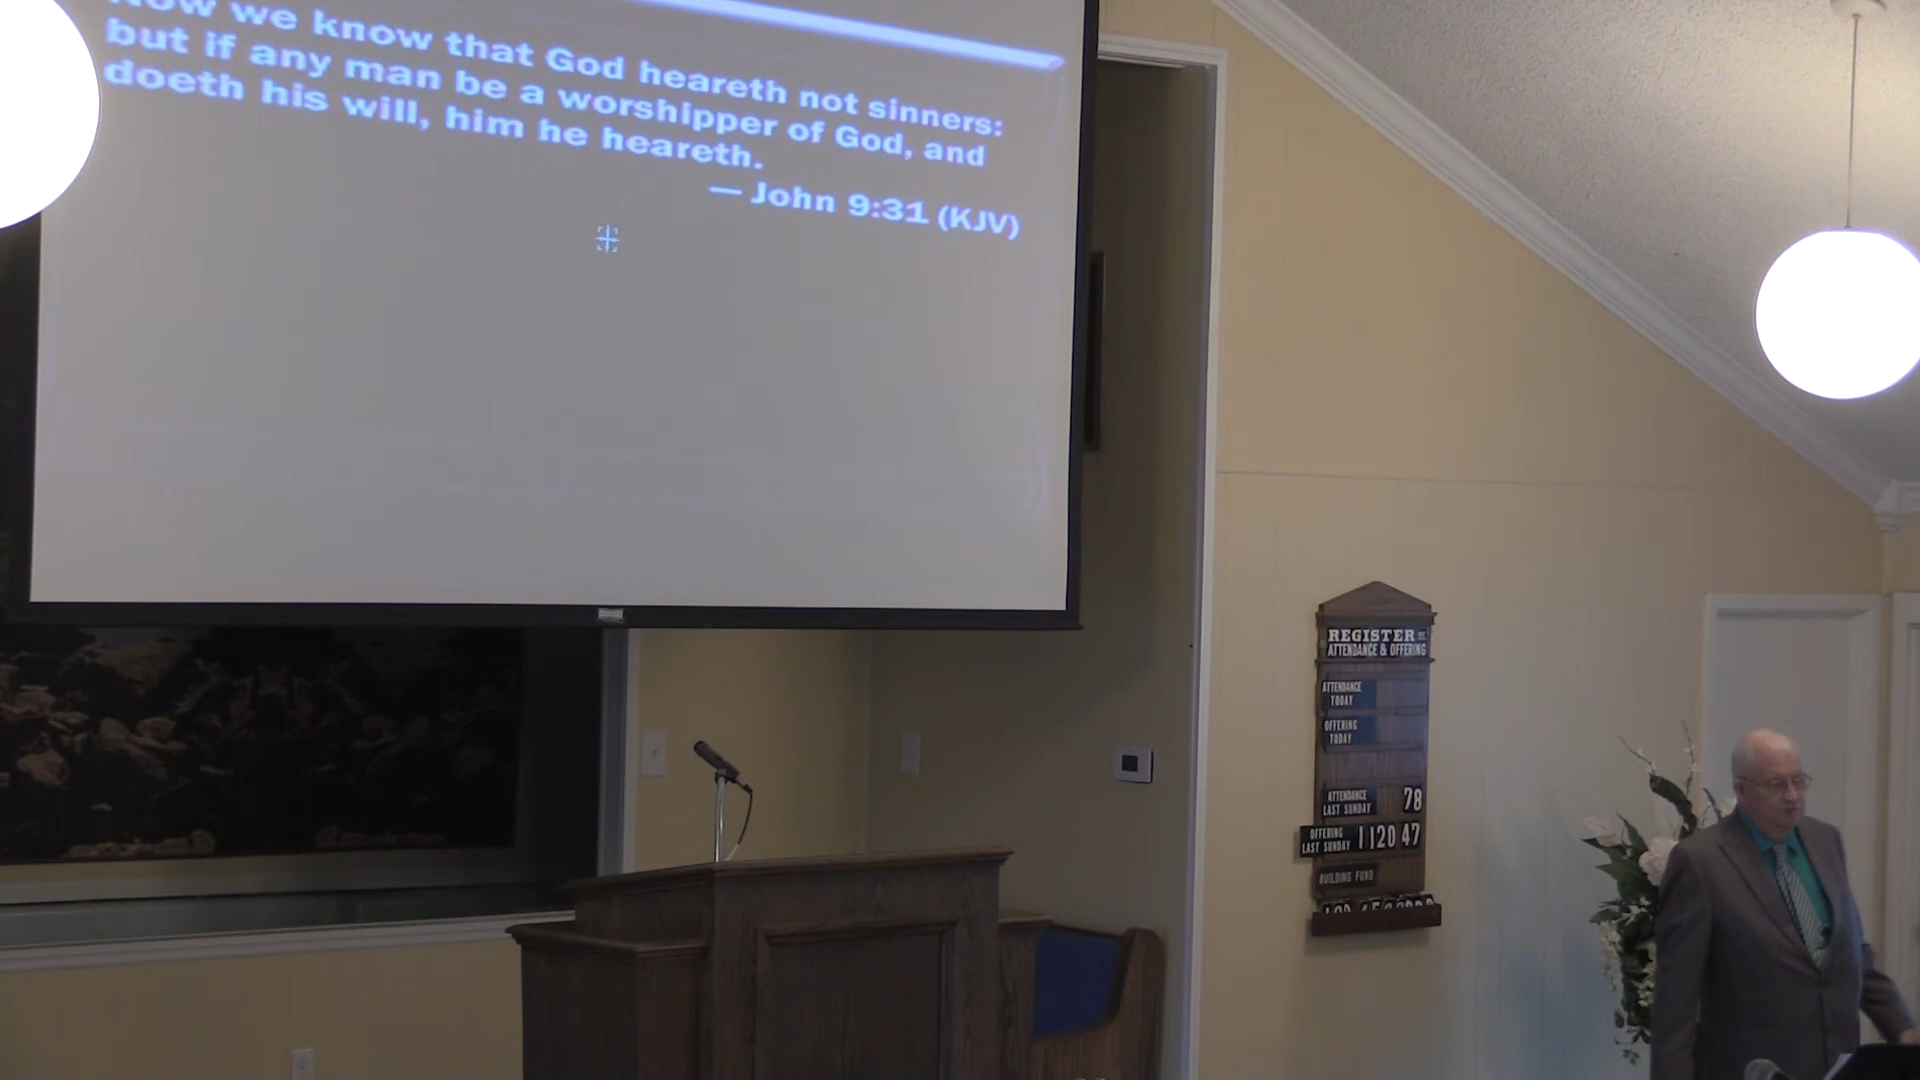 Now we know that God heareth not sinners:
but if any man be a worshipper of God, and
doeth his will, him he heareth.
— John 9:31 (KJV)
REGISTER OF
ATTENDANCE & OFFERING
ATTENDANCE
TODAY
OFFERING
TODAY
ATTENDANCE
LAST SUNDAY 78
OFFERING
LAST SUNDAY 1120 47
BUILDING FUND